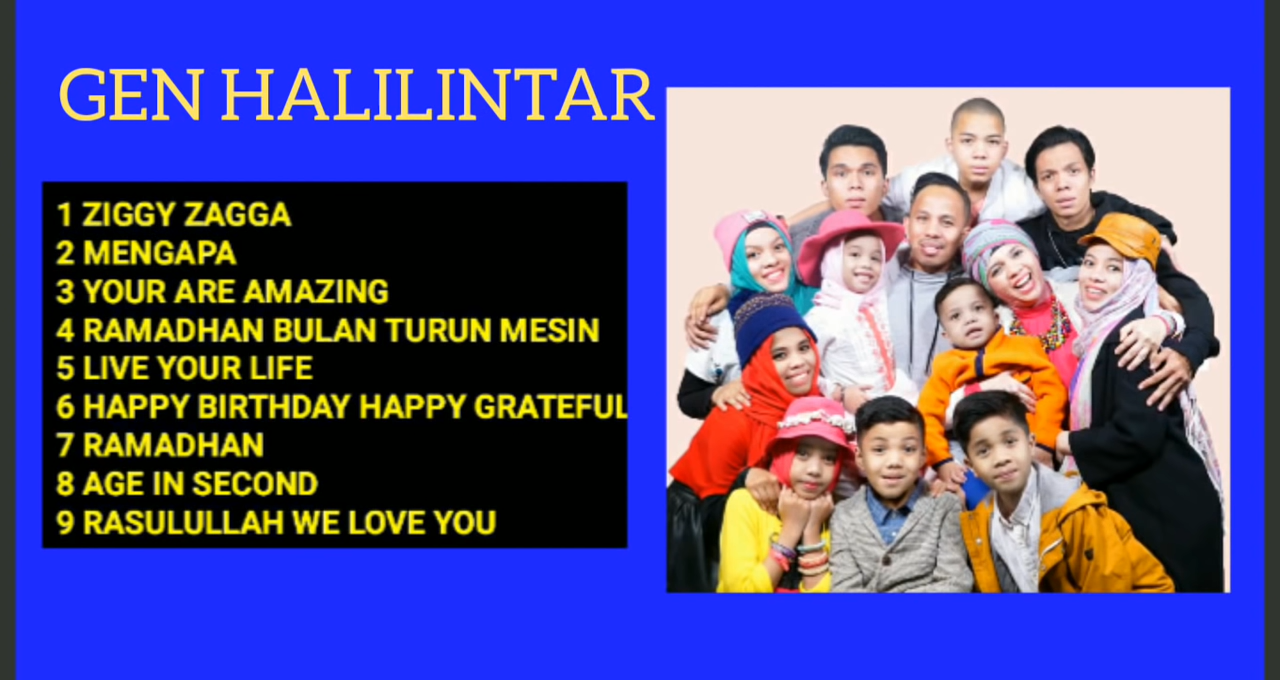 GEN HALILINTAR
1 ZIGGY ZAGGA
2 MENGAPA
3 YOUR ARE AMAZING
4 RAMADHAN BULAN TURUN MESIN
5 LIVE YOUR LIFE
6 HAPPY BIRTHDAY HAPPY GRATEFUL
7 RAMADHAN
8 AGE IN SECOND
9 RASULULLAH WE LOVE YOU